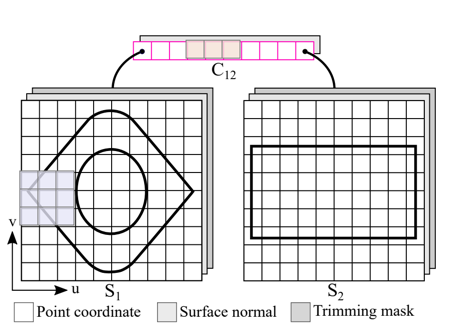 C12
v
u
S1
S2
Point coordinate
Surface normal
Trimming mask